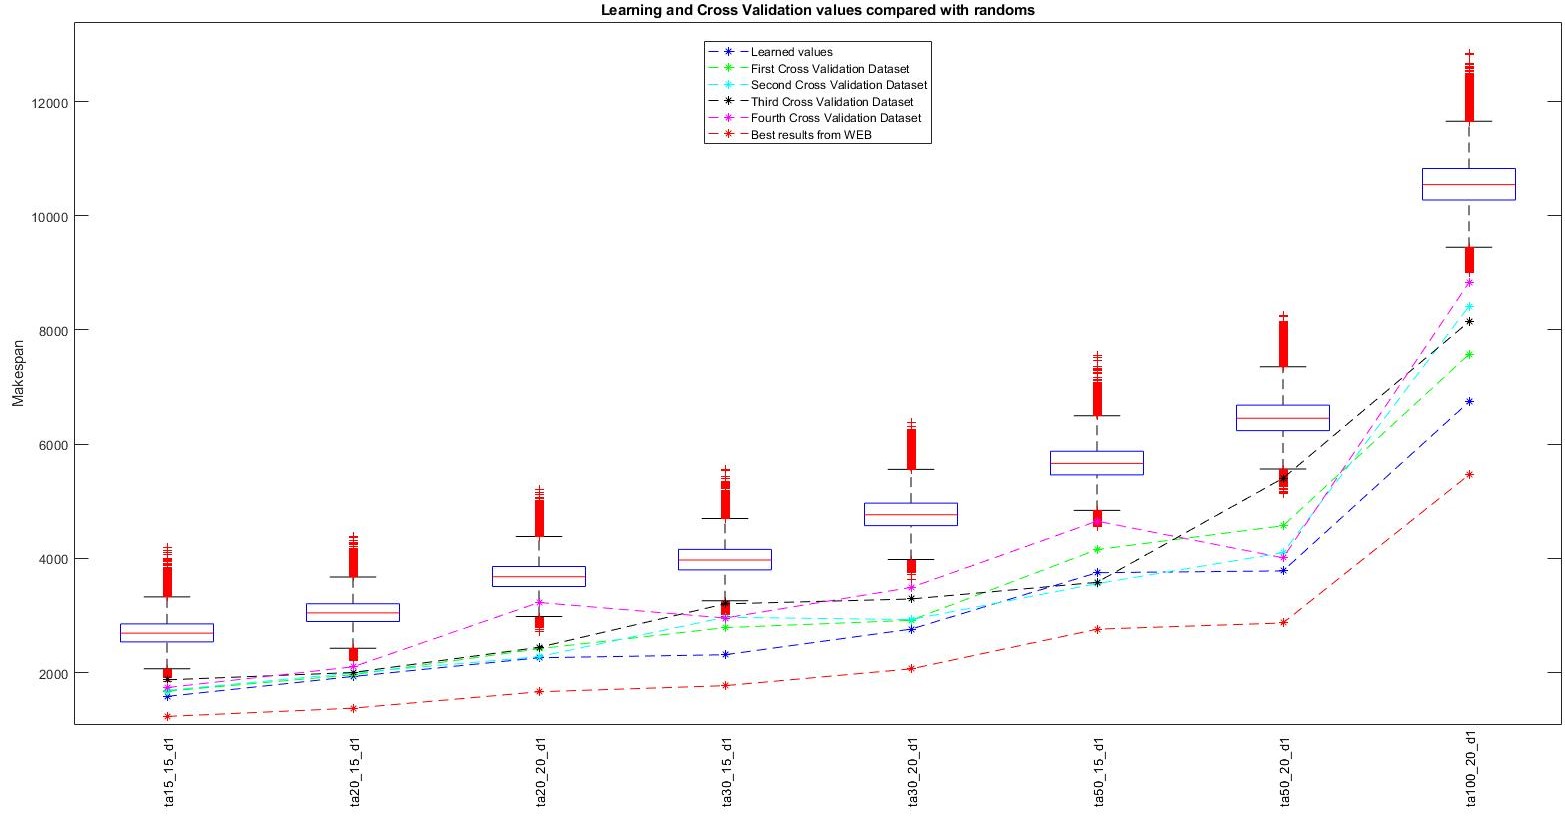 Learning and Cross Validation values compared with randoms
Learned values
First Cross Validation Dataset
Second Cross Validation Dataset
Third Cross Validation Dataset
Fourth Cross Validation Dataset
Best results from WEB
Makespan
12000
10000
8000
6000
4000
2000
ta15_15_d1
ta20_15_d1
ta20_20_d1
ta30_15_d1
ta30_20_d1
ta50_15_d1
ta50_20_d1
ta100_20_d1